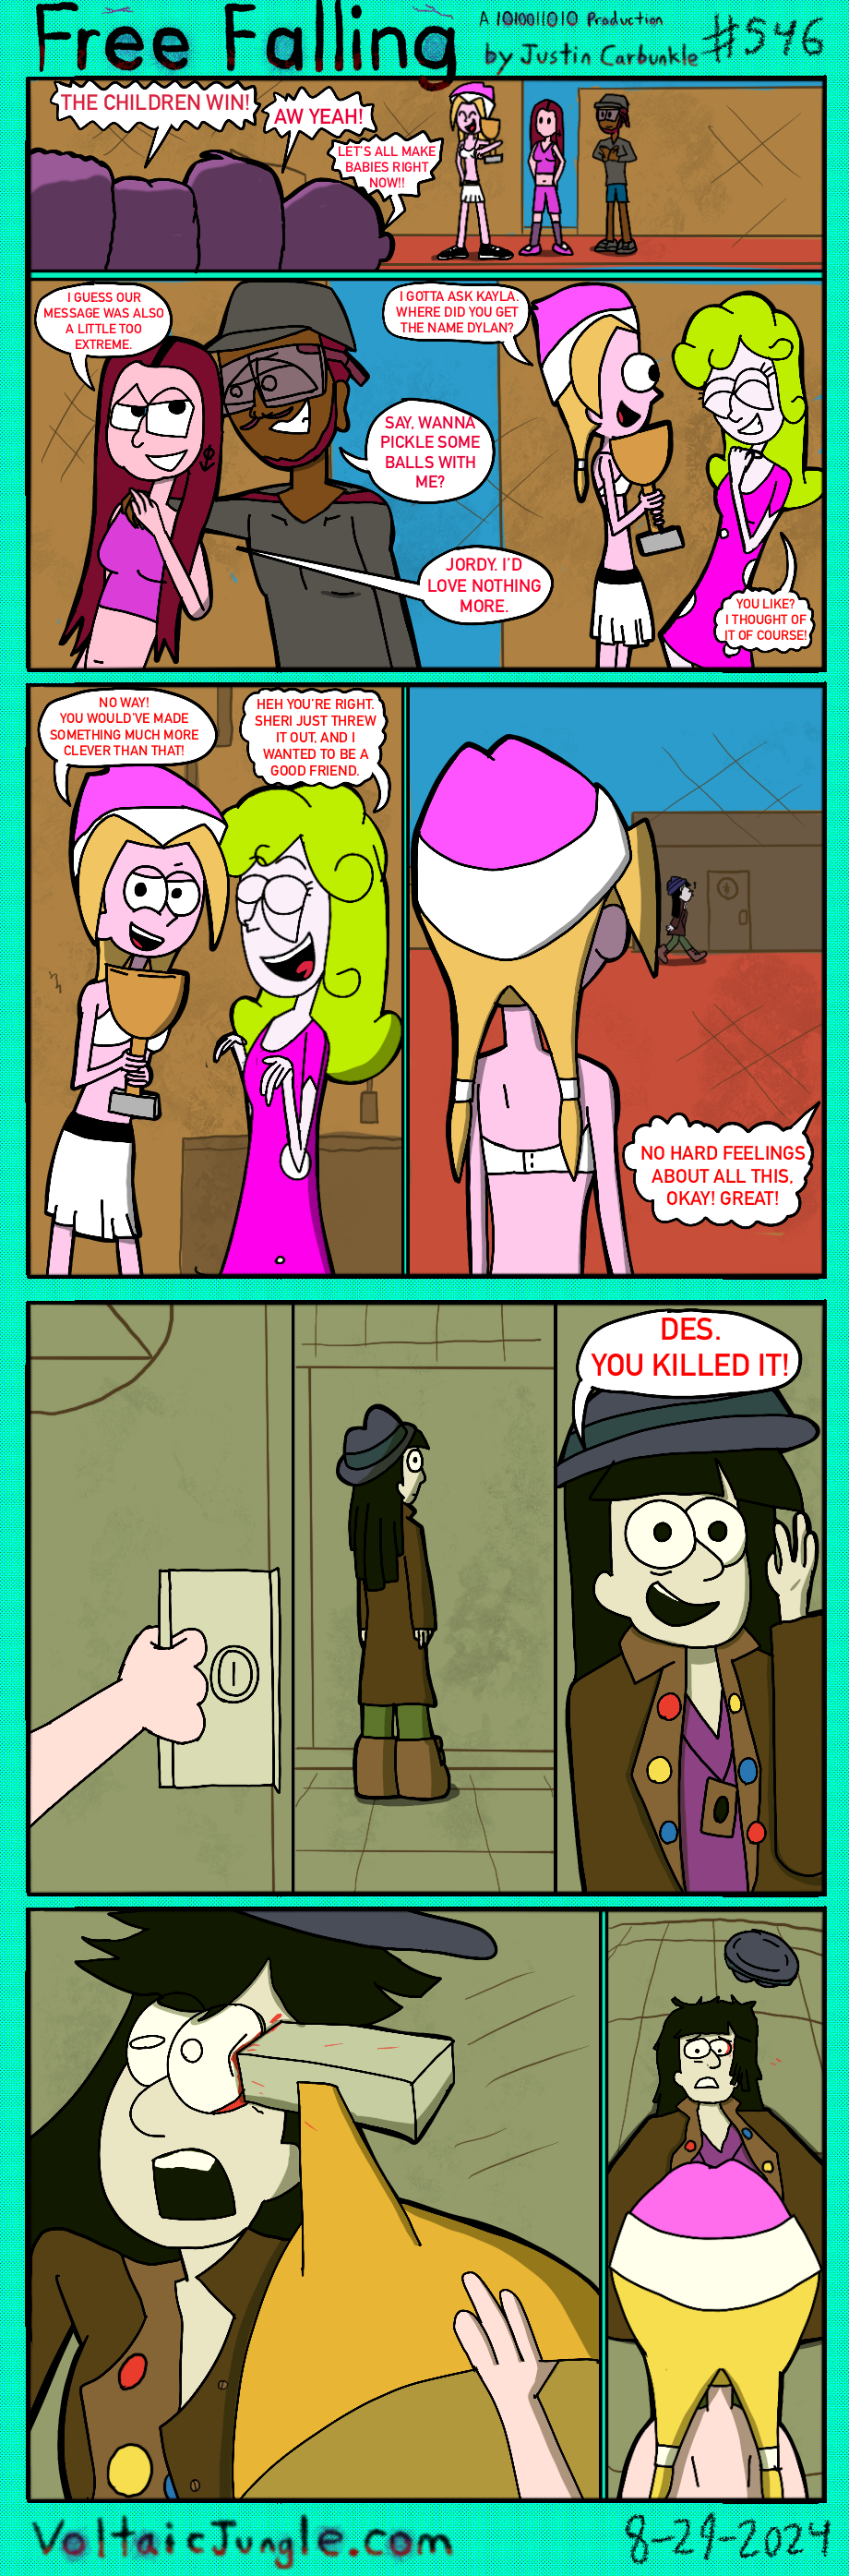 Free Falling
A 1010011010 Production
by Justin Carbunkle
#546
THE CHILDREN WIN!
AW YEAH!
LET'S ALL MAKE
BABIES RIGHT
NOW!!
I GUESS OUR
MESSAGE WAS ALSO
A LITTLE TOO
EXTREME.
SAY, WANNA
PICKLE SOME
BALLS WITH
ME?
JORDY. I'D
LOVE NOTHING
MORE.
I GOTTA ASK KAYLA.
WHERE DID YOU GET
THE NAME DYLAN?
YOU LIKE?
I THOUGHT OF
IT OF COURSE!
NO WAY!
YOU WOULD'VE MADE
SOMETHING MUCH MORE
CLEVER THAN THAT!
HEH YOU'RE RIGHT.
SHERI JUST THREW
IT OUT, AND I
WANTED TO BE A
GOOD FRIEND.
NO HARD FEELINGS
ABOUT ALL THIS,
OKAY! GREAT!
DES.
YOU KILLED IT!
VoltaicJungle.com
8-29-2024